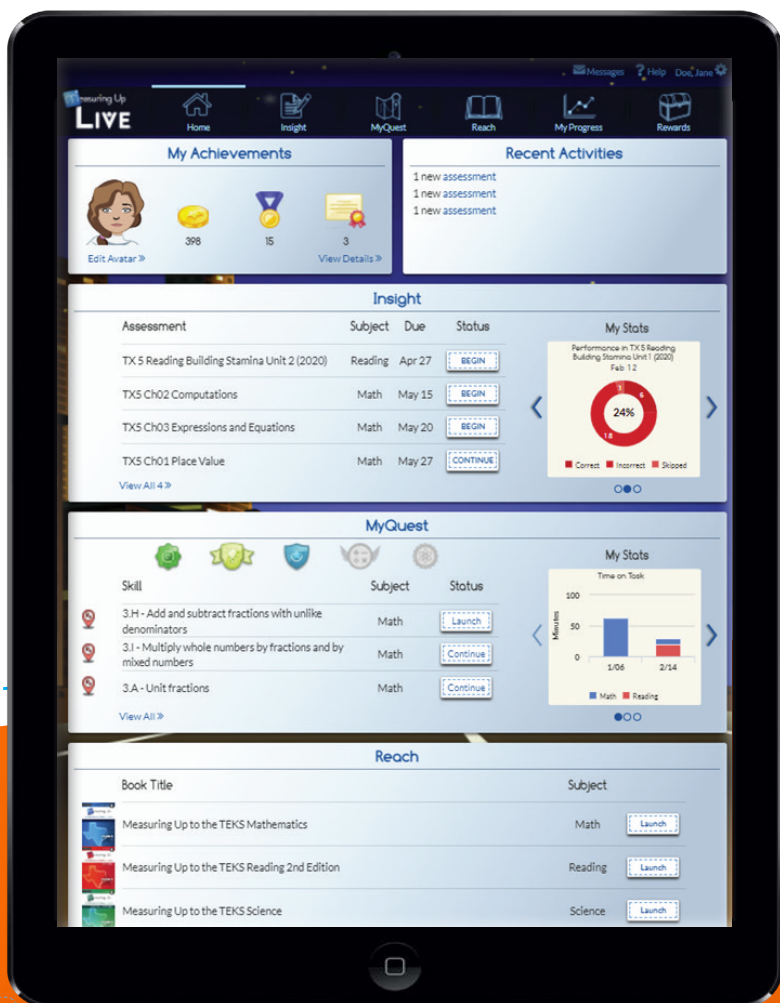 Messages ? Help Doe, Jane
Measuring Up
LIVE
Home Insight MyQuest Reach My Progress Rewards
My Achievements
398 15 3
Edit Avatar » View Details »
Recent Activities
1 new assessment
1 new assessment
1 new assessment
Insight
Assessment Subject Due Status
TX 5 Reading Building Stamina Unit 2 (2020) Reading Apr 27 BEGIN
TX5 Ch02 Computations Math May 15 BEGIN
TX5 Ch03 Expressions and Equations Math May 20 BEGIN
TX5 Ch01 Place Value Math May 27 CONTINUE
View All 4 »
My Stats
Performance in TX 5 Reading
Building Stamina Unit 1 (2020)
Feb 12
1
6
24%
18
Correct Incorrect Skipped
MyQuest
Skill Subject Status
3.H - Add and subtract fractions with unlike
denominators Math Launch
3.I - Multiply whole numbers by fractions and by
mixed numbers Math Continue
3.A - Unit fractions Math Continue
View All »
My Stats
Time on Task
Minutes
100
50
0
1/06 2/14
Math Reading
Reach
Book Title Subject
Measuring Up to the TEKS Mathematics Math Launch
Measuring Up to the TEKS Reading 2nd Edition Reading Launch
Measuring Up to the TEKS Science Science Launch